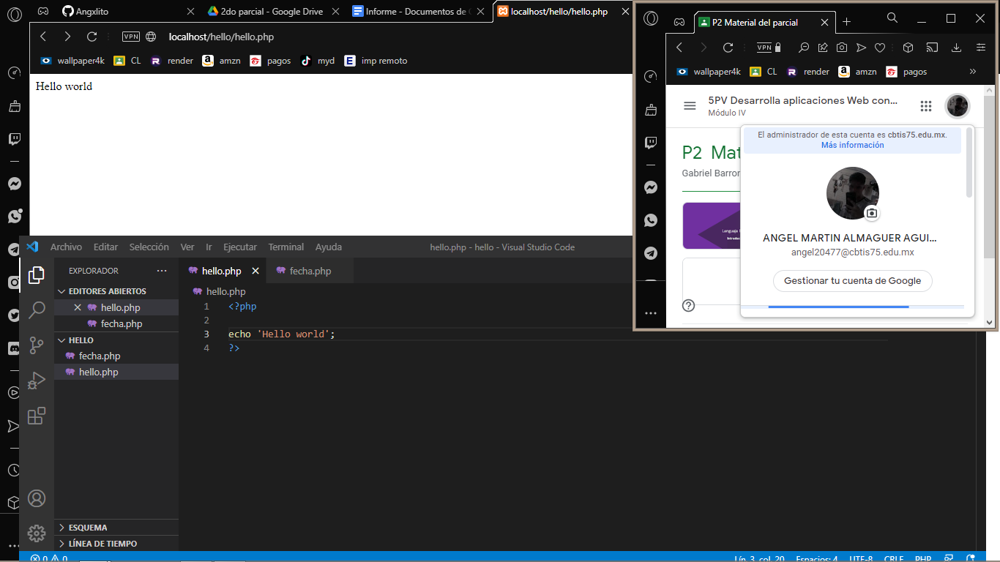 Angxlito
2do parcial - Google Drive
Informe - Documentos de
localhost/hello/hello.php
VPN
localhost/hello/hello.php
wallpaper4k
CL
render
amzn
pagos
myd
imp remoto
Hello world
P2 Material del parcial
VPN
wallpaper4k
CL
render
amzn
pagos
5PV Desarrolla aplicaciones Web con...
Módulo IV
El administrador de esta cuenta es cbtis75.edu.mx.
Más información
P2 Mat
Gabriel Barron
Lenguaje
ANGEL MARTIN ALMAGUER AGUI...
angel20477@cbtis75.edu.mx
Gestionar tu cuenta de Google
Archivo Editar Selección Ver Ir Ejecutar Terminal Ayuda
hello.php - hello - Visual Studio Code
EXPLORADOR
EDITORES ABIERTOS
hello.php
fecha.php
HELLO
fecha.php
hello.php
ESQUEMA
LÍNEA DE TIEMPO
hello.php
fecha.php
hello.php
1 <?php
2
3 echo 'Hello world';
4 ?>
0 0
Lín. 3, col. 20 Espacios: 4 UTF-8 CRLF PHP